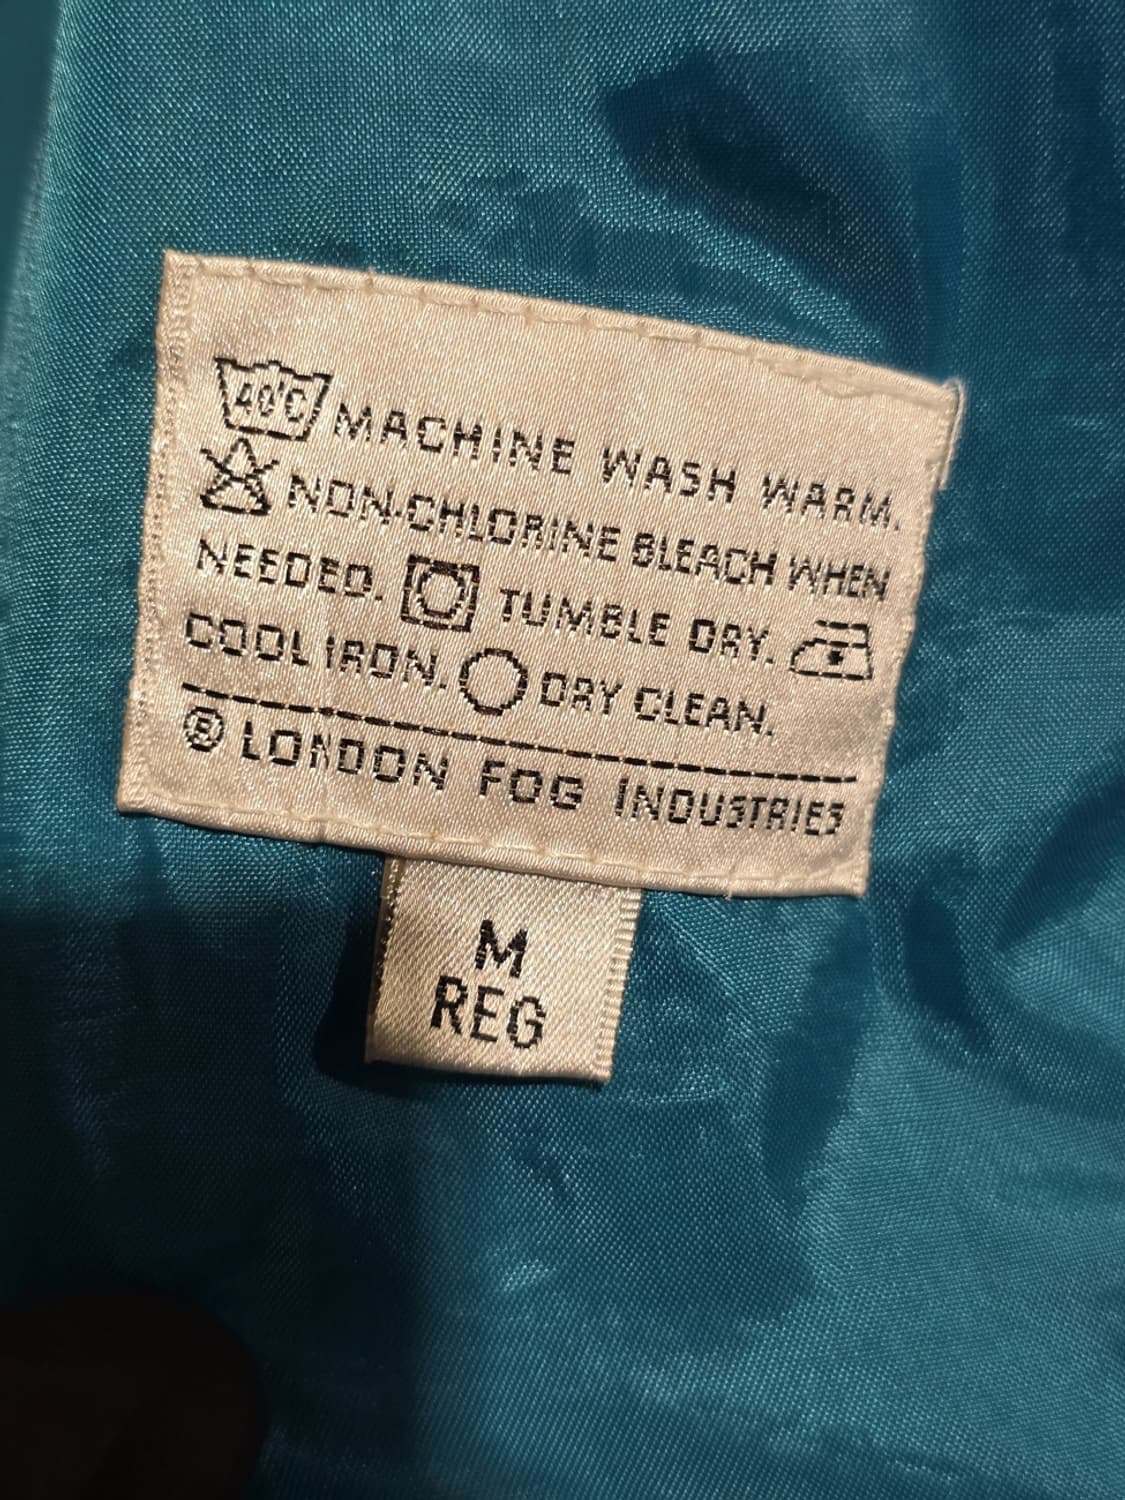 40°C MACHINE WASH WARM.
NON-CHLORINE BLEACH WHEN
NEEDED. TUMBLE DRY.
COOL IRON. DRY CLEAN.
® LONDON FOG INDUSTRIES
M
REG